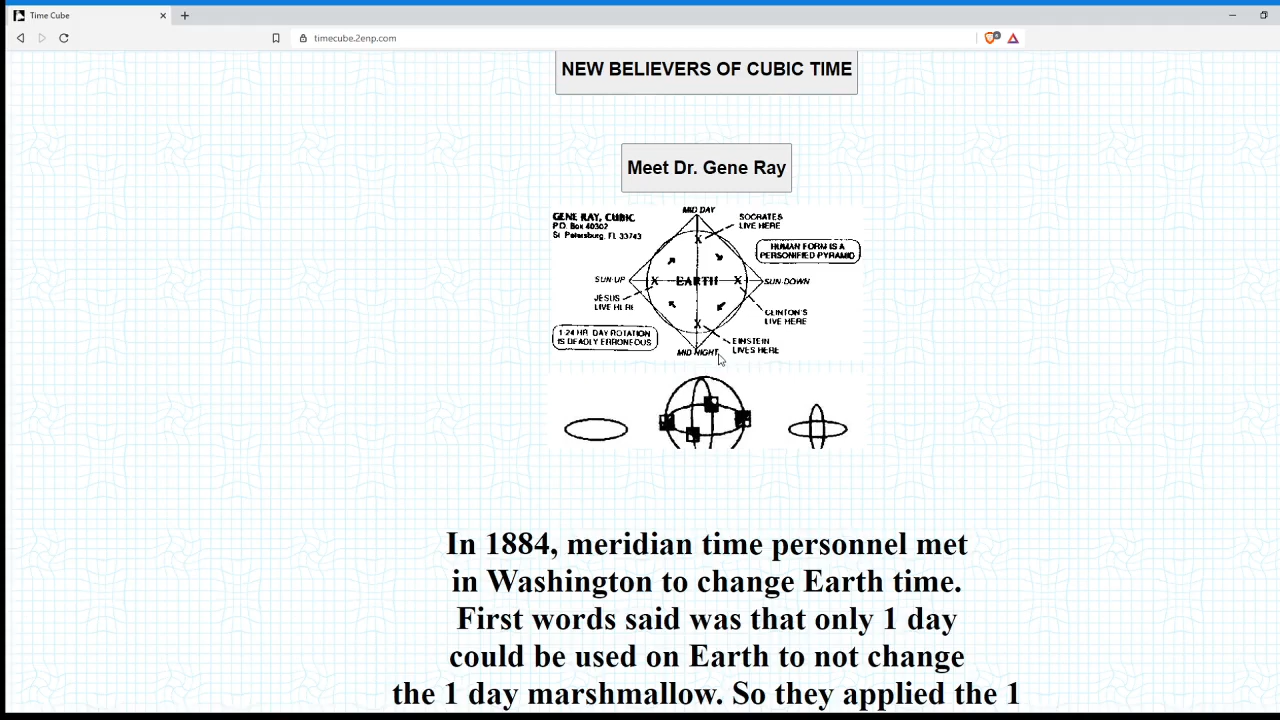 Time Cube
timecube.2enp.com
NEW BELIEVERS OF CUBIC TIME
Meet Dr. Gene Ray
GENE RAY, CUBIC
P.O. Box 40302
St. Petersburg, FL 33743
MID DAY
SOCRATES
LIVE HERE
HUMAN FORM IS A
PERSONIFIED PYRAMID
SUN-UP
X
X
EARTH
X
SUN-DOWN
JESUS
LIVE HERE
CLINTON'S
LIVE HERE
1-24 HR. DAY ROTATION
IS DEADLY ERRONEOUS
X
EINSTEIN
LIVES HERE
MID NIGHT
In 1884, meridian time personnel met
in Washington to change Earth time.
First words said was that only 1 day
could be used on Earth to not change
the 1 day marshmallow. So they applied the 1